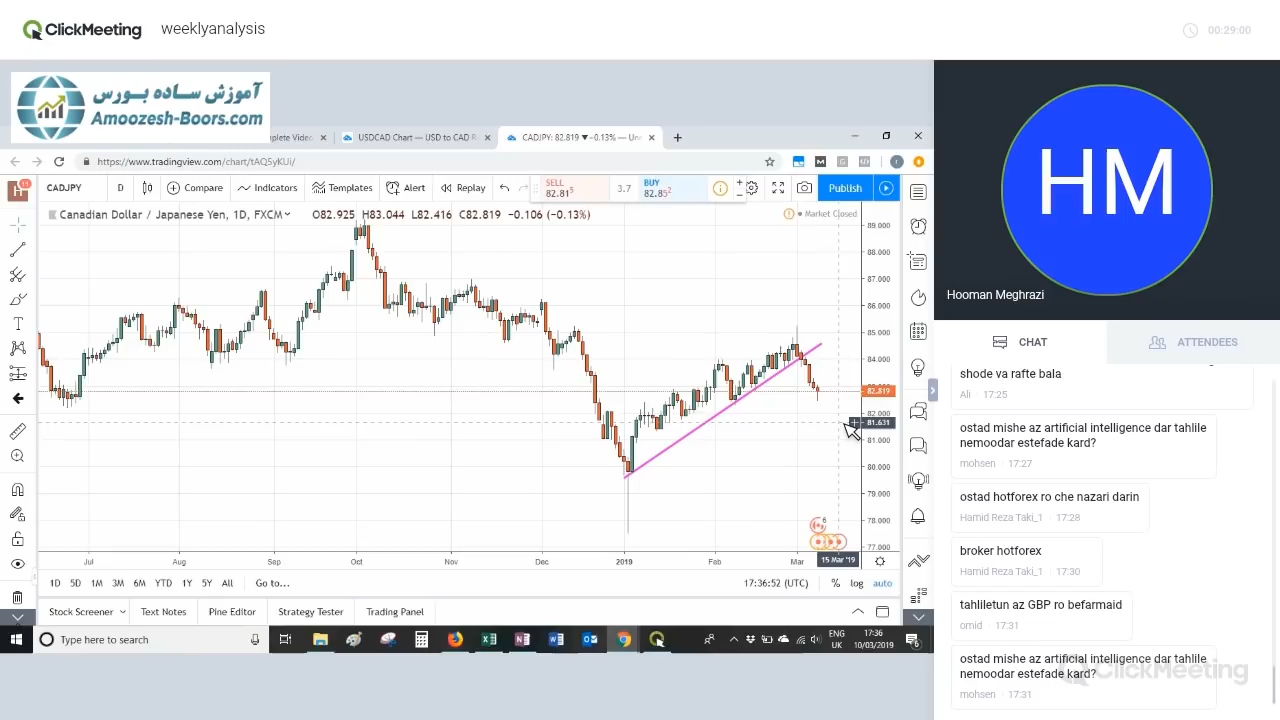 ClickMeeting
weeklyanalysis
00:29:00
آموزش ساده بورس
Amoozesh-Boors.com
plete Video
USDCAD Chart — USD to CAD R
CADJPY: 82.819 ▼−0.13% — Un
https://www.tradingview.com/chart/tAQSyKUi/
CADJPY
D
Compare
Indicators
Templates
Alert
Replay
SELL
82.81⁵
3.7
BUY
82.85²
Publish
Canadian Dollar / Japanese Yen, 1D, FXCM
O82.925 H83.044 L82.416 C82.819 −0.106 (−0.13%)
Market Closed
89.000
88.000
87.000
86.000
85.000
84.000
82.819
82.000
81.631
81.000
80.000
79.000
78.000
77.000
6
Jul
Aug
Sep
Oct
Nov
Dec
2019
Feb
Mar
15 Mar '19
1D 5D 1M 3M 6M YTD 1Y 5Y All Go to...
17:36:52 (UTC) % log auto
Stock Screener Text Notes Pine Editor Strategy Tester Trading Panel
Type here to search
ENG
UK
17:36
10/03/2019
HM
Hooman Meghrazi
CHAT
ATTENDEES
shode va rafte bala
Ali · 17:25
ostad mishe az artificial intelligence dar tahlile
nemoodar estefade kard?
mohsen · 17:27
ostad hotforex ro che nazari darin
Hamid Reza Taki_1 · 17:28
broker hotforex
Hamid Reza Taki_1 · 17:30
tahliletun az GBP ro befarmaid
omid · 17:31
ostad mishe az artificial intelligence dar tahlile
nemoodar estefade kard?
mohsen · 17:31
ClickMeeting